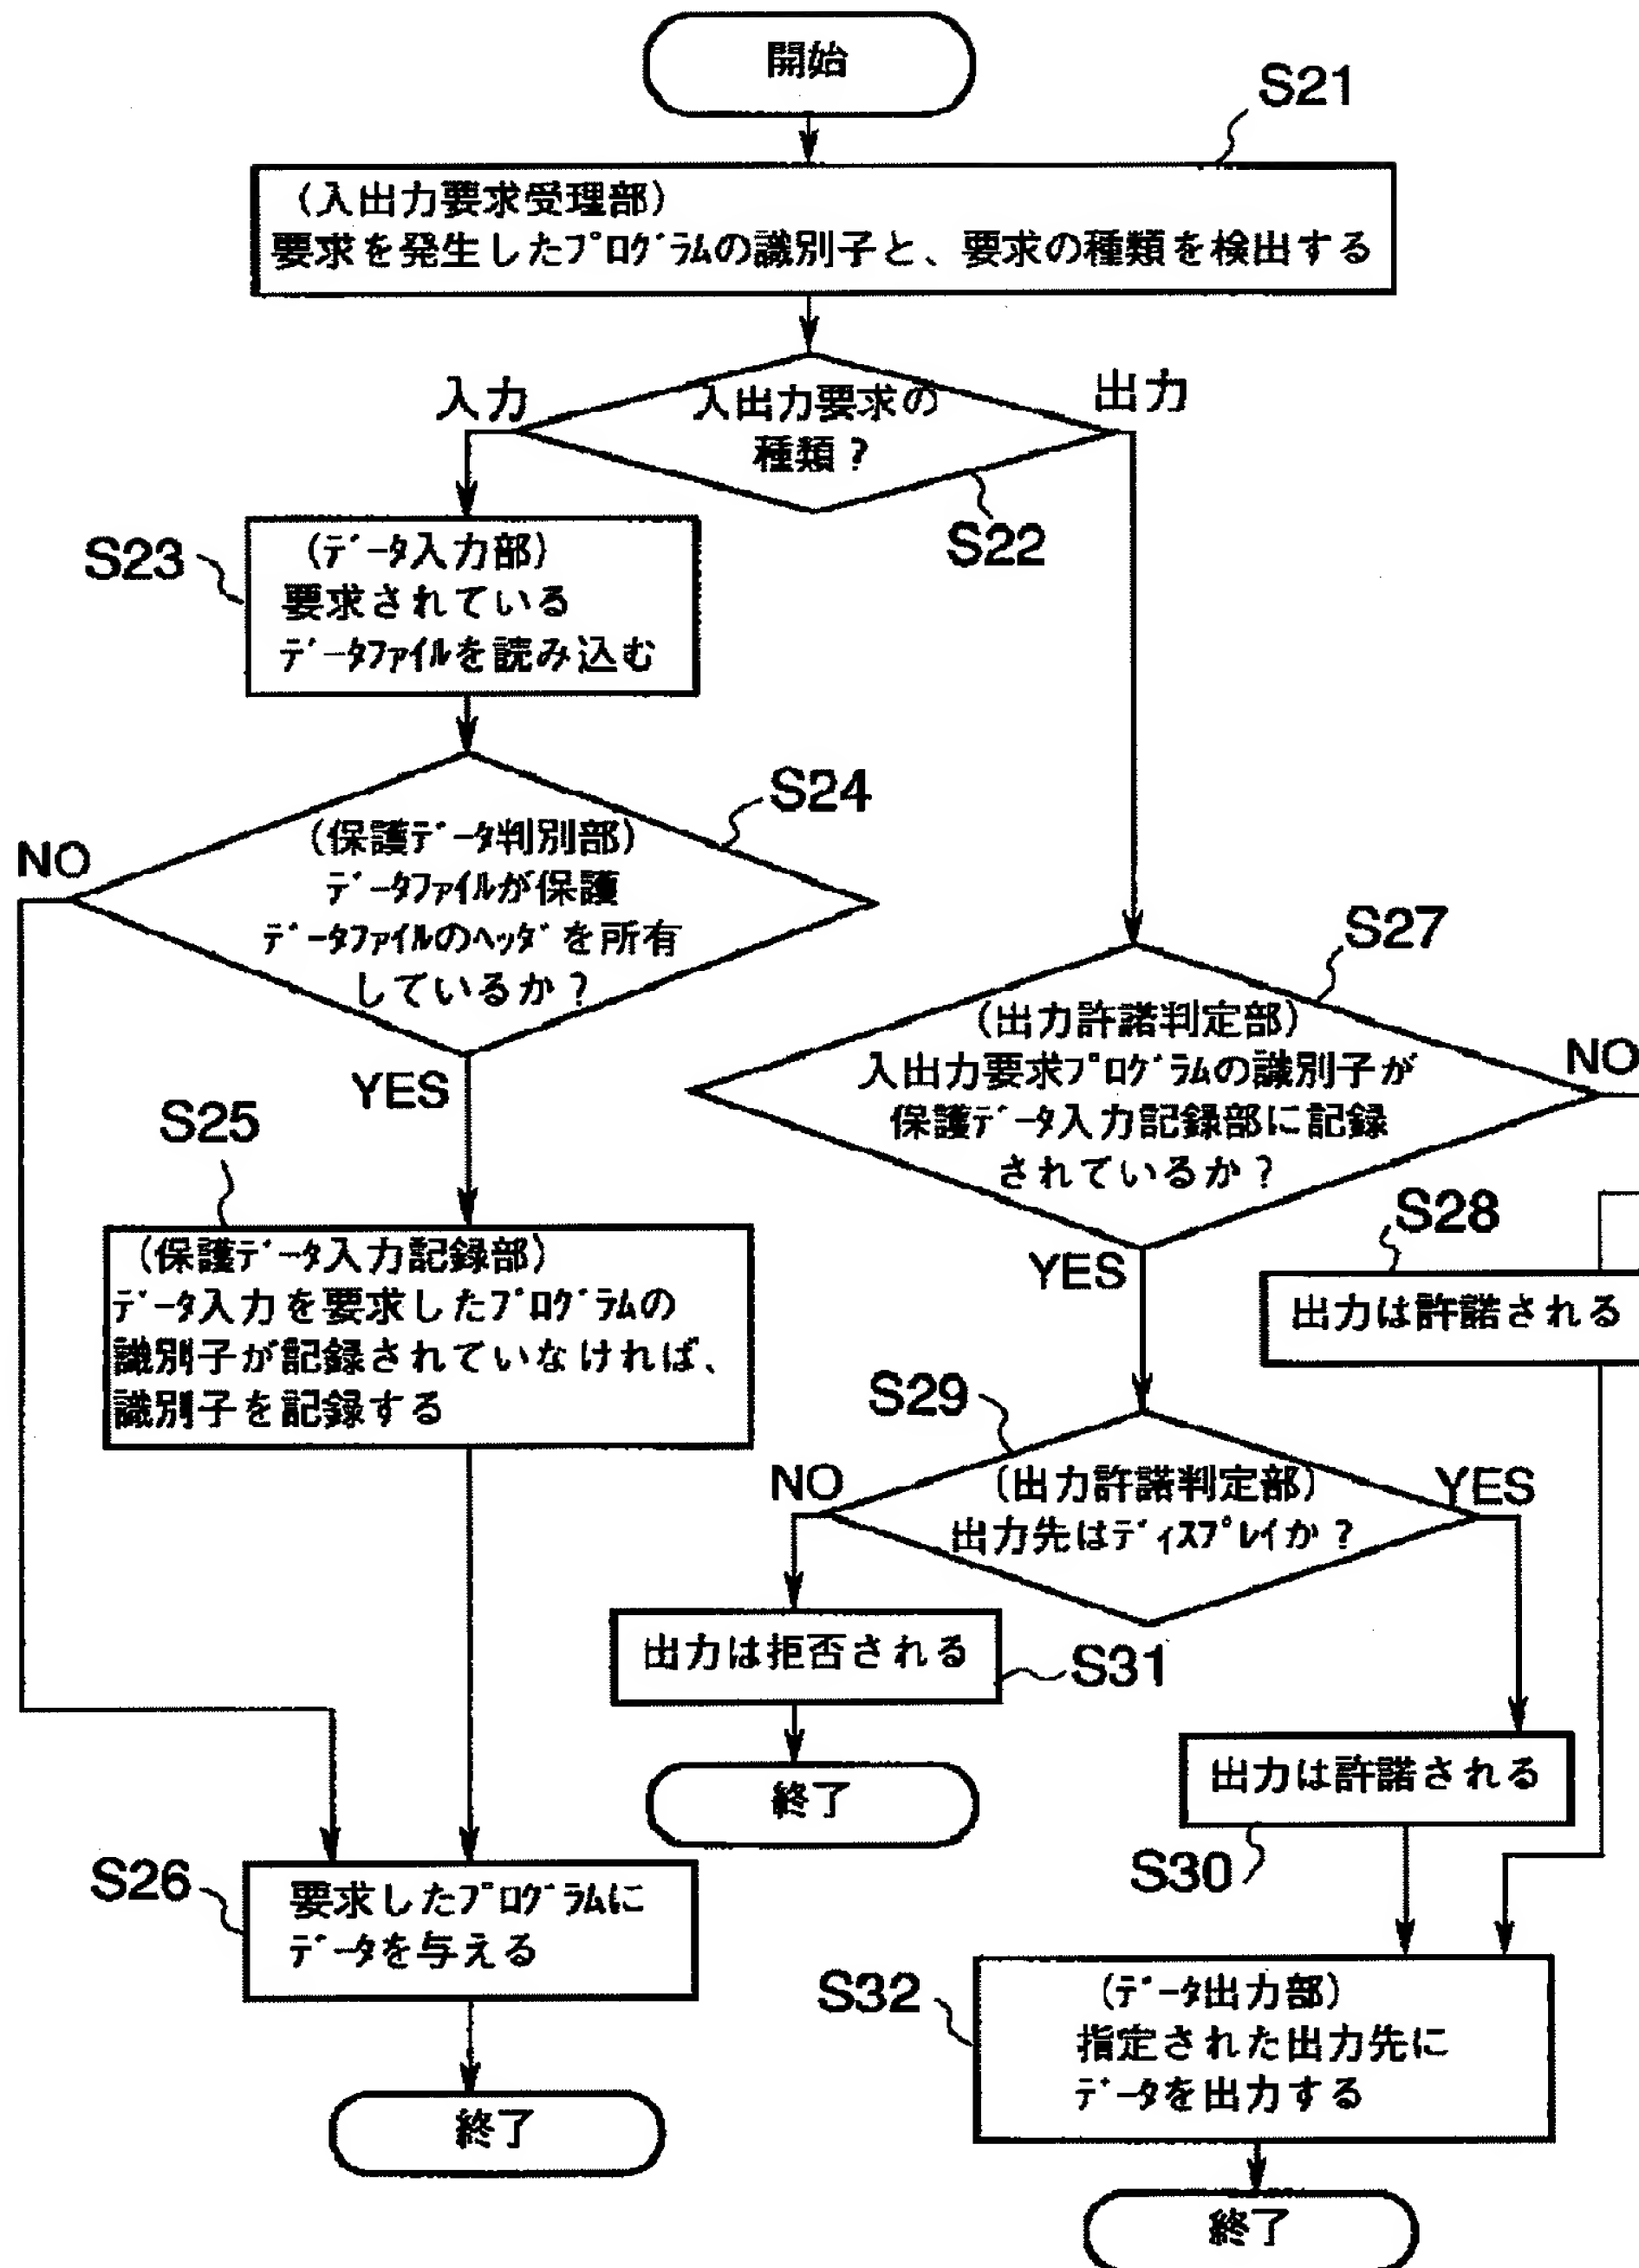 開始
S21
（入出力要求受理部）
要求を発生したﾌﾟﾛｸﾞﾗﾑの識別子と、要求の種類を検出する
入力
入出力要求の
種類？
出力
S22
S23
（ﾃﾞｰﾀ入力部）
要求されている
ﾃﾞｰﾀﾌｧｲﾙを読み込む
S24
NO
（保護ﾃﾞｰﾀ判別部）
ﾃﾞｰﾀﾌｧｲﾙが保護
ﾃﾞｰﾀﾌｧｲﾙのﾍｯﾀﾞを所有
しているか？
YES
S25
（保護ﾃﾞｰﾀ入力記録部）
ﾃﾞｰﾀ入力を要求したﾌﾟﾛｸﾞﾗﾑの
識別子が記録されていなければ、
識別子を記録する
S26
要求したﾌﾟﾛｸﾞﾗﾑに
ﾃﾞｰﾀを与える
終了
S27
（出力許諾判定部）
入出力要求ﾌﾟﾛｸﾞﾗﾑの識別子が
保護ﾃﾞｰﾀ入力記録部に記録
されているか？
NO
YES
S28
出力は許諾される
S29
NO
（出力許諾判定部）
出力先はﾃﾞｨｽﾌﾟﾚｲか？
YES
出力は拒否される
S31
終了
出力は許諾される
S30
S32
（ﾃﾞｰﾀ出力部）
指定された出力先に
ﾃﾞｰﾀを出力する
終了